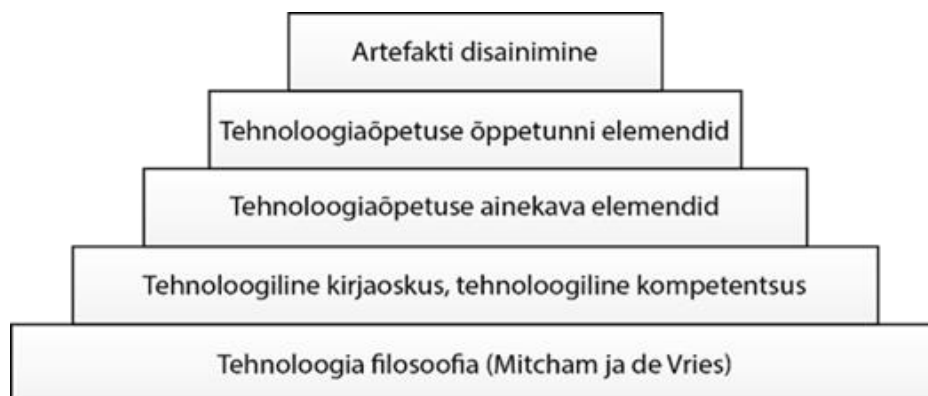 Artefakti disainimine
Tehnoloogiaõpetuse õppetunni elemendid
Tehnoloogiaõpetuse ainekava elemendid
Tehnoloogiline kirjaoskus, tehnoloogiline kompetentsus
Tehnoloogia filosoofia (Mitcham ja de Vries)